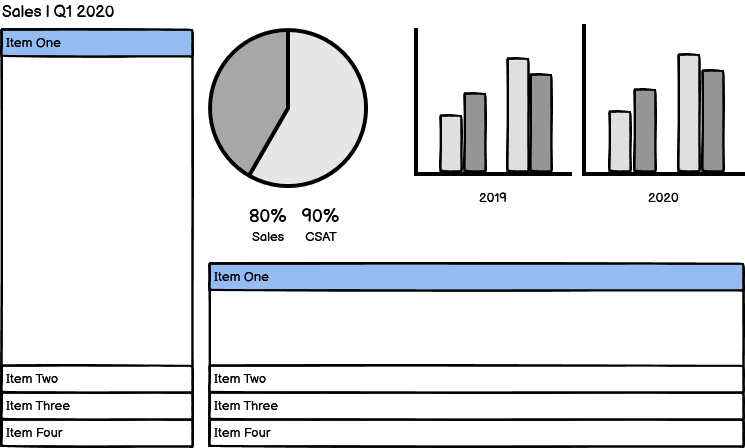 Sales | Q1 2020
Item One
Item Two
Item Three
Item Four
80% 90%
Sales CSAT
2019
2020
Item One
Item Two
Item Three
Item Four